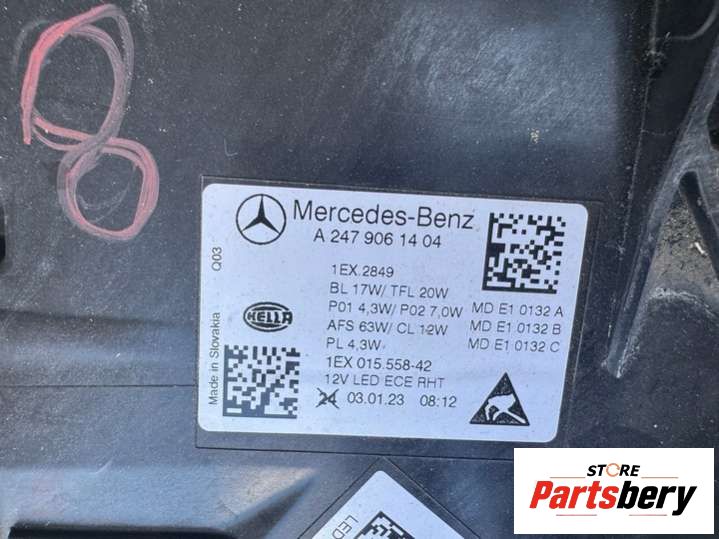 8
Mercedes-Benz
A 247 906 14 04
Made in Slovakia Q03
1EX.2849
BL 17W/ TFL 20W
P01 4,3W/ P02 7,0W MD E1 0132 A
AFS 63W/ CL 12W MD E1 0132 B
PL 4,3W MD E1 0132 C
HELLA
1EX 015.558-42
12V LED ECE RHT
24 03.01.23 08:12
LED
STORE
Partsbery